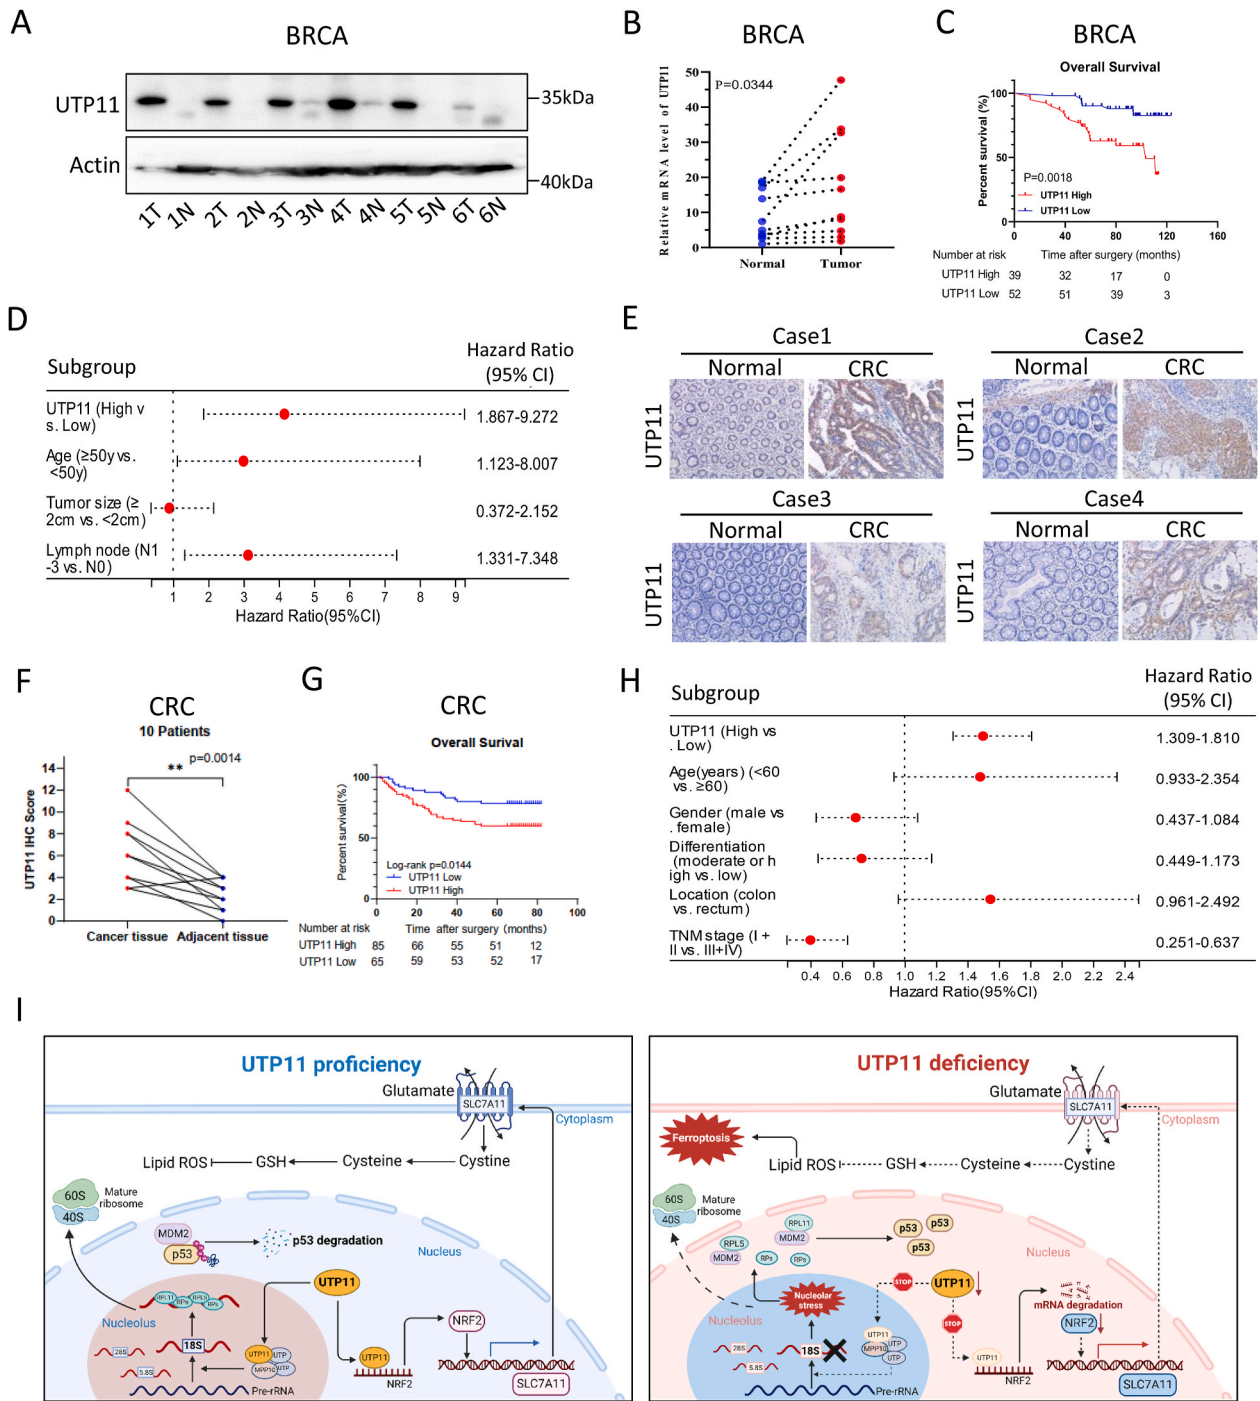 A
BRCA
UTP11
35kDa
Actin
40kDa
1T 1N 2T 2N 3T 3N 4T 4N 5T 5N 6T 6N
B
BRCA
Relative mRNA level of UTP11
P=0.0344
50
40
30
20
10
0
Normal Tumor
C
BRCA
Overall Survival
Percent survival (%)
100
50
0
P=0.0018
UTP11 High
UTP11 Low
0 40 80 120 160
Number at risk Time after surgery (months)
UTP11 High 39 32 17 0
UTP11 Low 52 51 39 3
D
Subgroup
Hazard Ratio
(95% CI)
UTP11 (High v
s. Low)
1.867-9.272
Age (≥50y vs.
<50y)
1.123-8.007
Tumor size (≥
2cm vs. <2cm)
0.372-2.152
Lymph node (N1
-3 vs. N0)
1.331-7.348
1 2 3 4 5 6 7 8 9
Hazard Ratio(95%CI)
E
Case1
Normal CRC
UTP11
Case2
Normal CRC
UTP11
Case3
Normal CRC
UTP11
Case4
Normal CRC
UTP11
F
CRC
10 Patients
p=0.0014
**
UTP11 IHC Score
14
12
10
8
6
4
2
0
Cancer tissue Adjacent tissue
G
CRC
Overall Surival
Percent survival(%)
100
50
0
Log-rank p=0.0144
UTP11 Low
UTP11 High
0 20 40 60 80 100
Number at risk Time after surgery (months)
UTP11 High 85 66 55 51 12
UTP11 Low 65 59 53 52 17
H
Subgroup
Hazard Ratio
(95% CI)
UTP11 (High vs
. Low)
1.309-1.810
Age(years) (<60
vs. ≥60)
0.933-2.354
Gender (male vs
. female)
0.437-1.084
Differentiation
(moderate or h
igh vs. low)
0.449-1.173
Location (colon
vs. rectum)
0.961-2.492
TNM stage (I +
II vs. III+IV)
0.251-0.637
0.4 0.6 0.8 1.0 1.2 1.4 1.6 1.8 2.0 2.2 2.4
Hazard Ratio(95%CI)
I
UTP11 proficiency
Glutamate
SLC7A11
Cytoplasm
Lipid ROS
GSH
Cysteine
Cystine
60S
40S
Mature
ribosome
MDM2
p53
p53 degradation
Nucleus
RPL11
RPs
RPL5
RPs
Nucleolus
UTP11
28S
18S
5.8S
UTP11
UTP
MPP10
UTP
Pre-rRNA
UTP11
NRF2
NRF2
SLC7A11
UTP11 deficiency
Glutamate
SLC7A11
Cytoplasm
Ferroptosis
Lipid ROS
GSH
Cysteine
Cystine
60S
40S
Mature
ribosome
RPL11
MDM2
RPL5
MDM2
RPs
RPs
p53
p53
p53
Nucleus
Nucleolar
stress
STOP
UTP11
STOP
mRNA degradation
NRF2
Nucleolus
28S
18S
5.8S
UTP11
MPP10
UTP
UTP
Pre-rRNA
UTP11
NRF2
SLC7A11